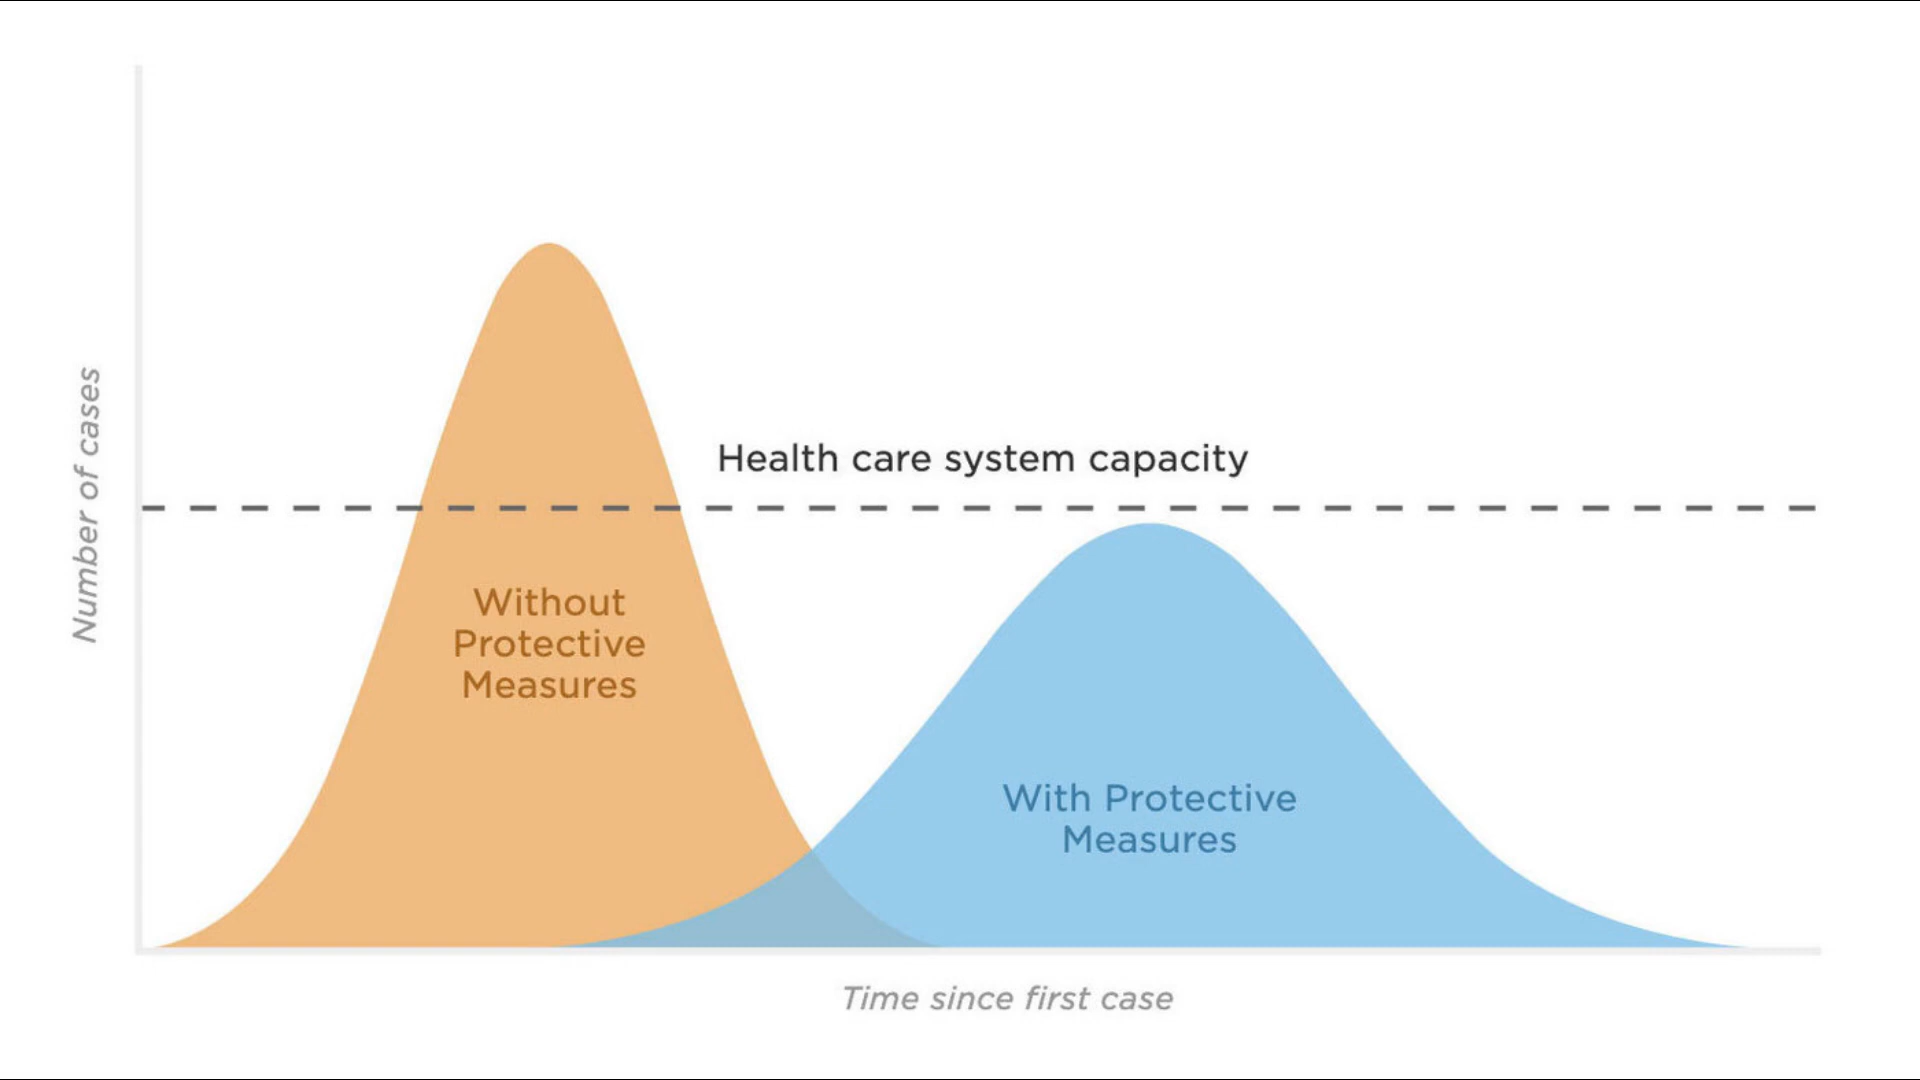 Number of cases
Health care system capacity
Without
Protective
Measures
With Protective
Measures
Time since first case